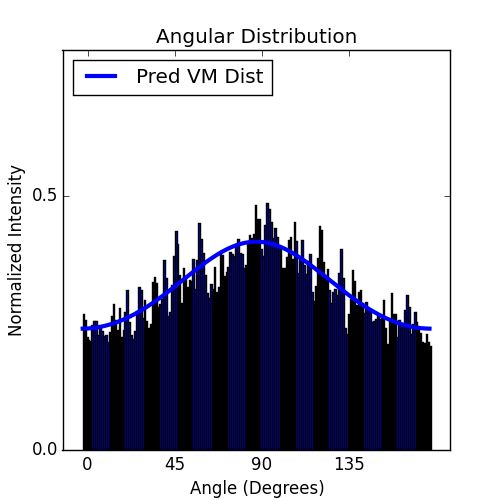 Angular Distribution
Pred VM Dist
Normalized Intensity
0.5
0.0
0 45 90 135
Angle (Degrees)